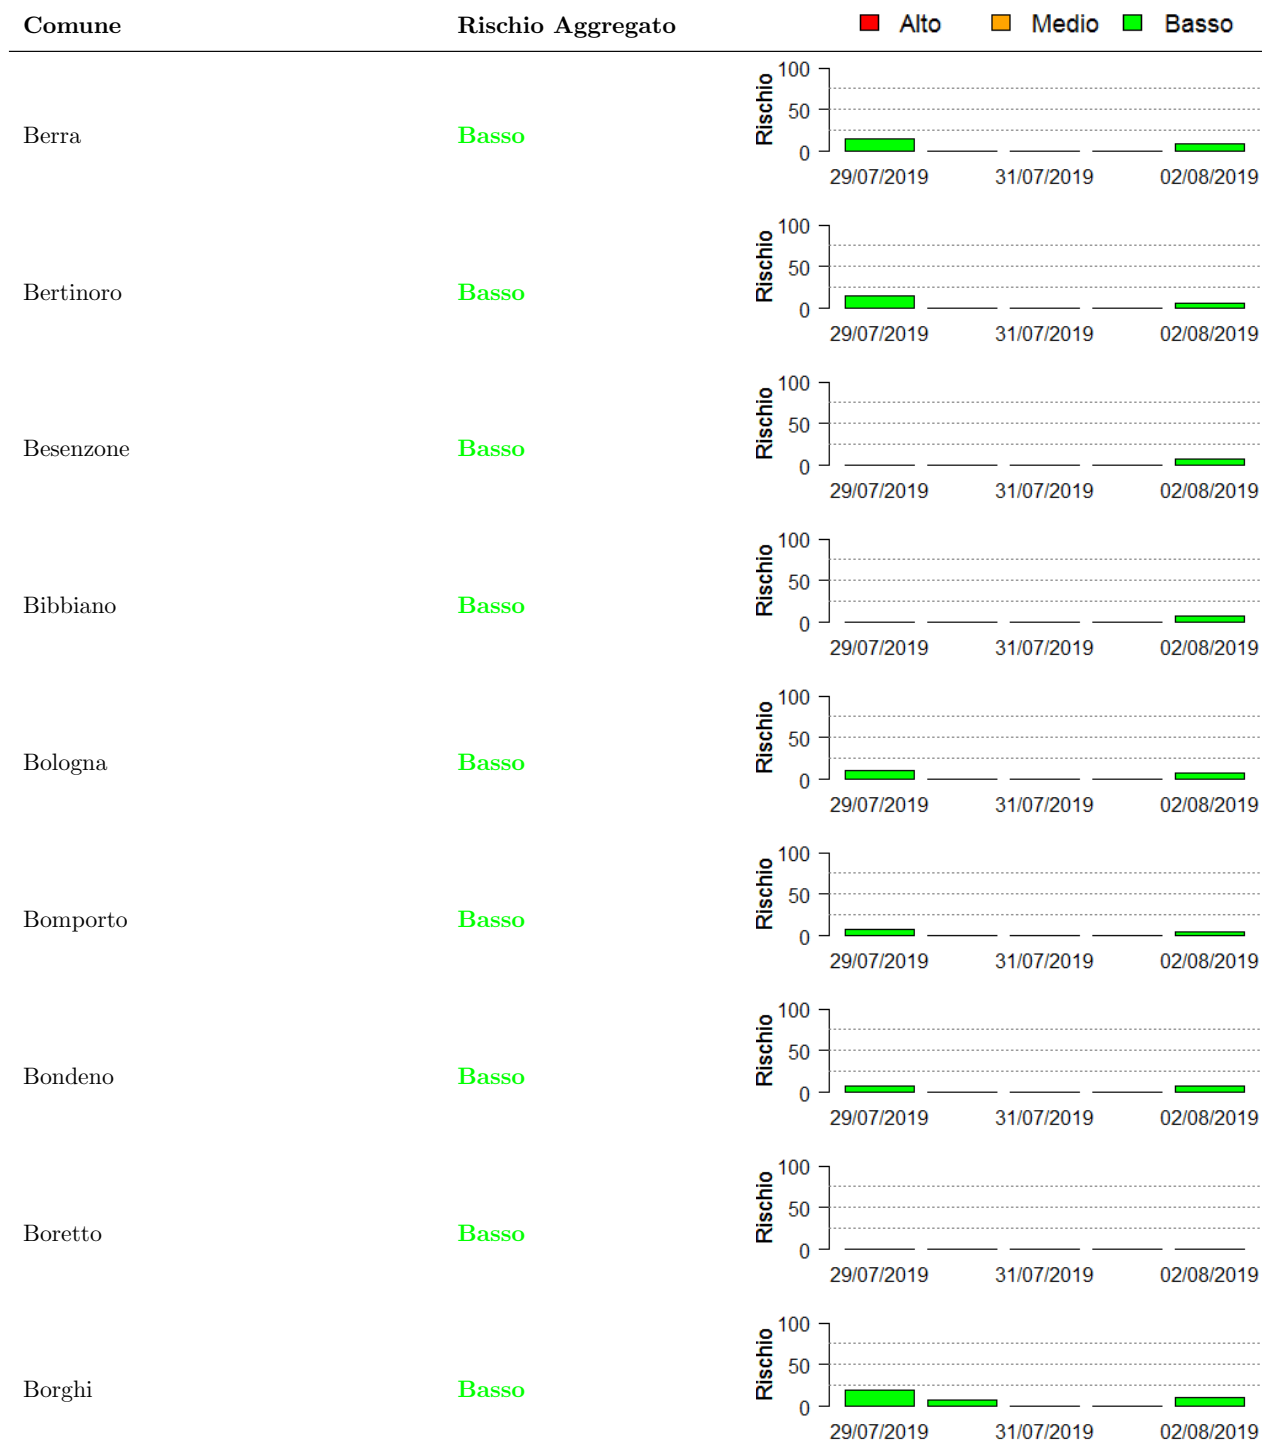 Comune Rischio Aggregato Alto Medio Basso
100
Rischio
50
Berra Basso
0
29/07/2019 31/07/2019 02/08/2019
100
Rischio
50
Bertinoro Basso
0
29/07/2019 31/07/2019 02/08/2019
100
Rischio
50
Besenzone Basso
0
29/07/2019 31/07/2019 02/08/2019
100
Rischio
50
Bibbiano Basso
0
29/07/2019 31/07/2019 02/08/2019
100
Rischio
50
Bologna Basso
0
29/07/2019 31/07/2019 02/08/2019
100
Rischio
50
Bomporto Basso
0
29/07/2019 31/07/2019 02/08/2019
100
Rischio
50
Bondeno Basso
0
29/07/2019 31/07/2019 02/08/2019
100
Rischio
50
Boretto Basso
0
29/07/2019 31/07/2019 02/08/2019
100
Rischio
50
Borghi Basso
0
29/07/2019 31/07/2019 02/08/2019